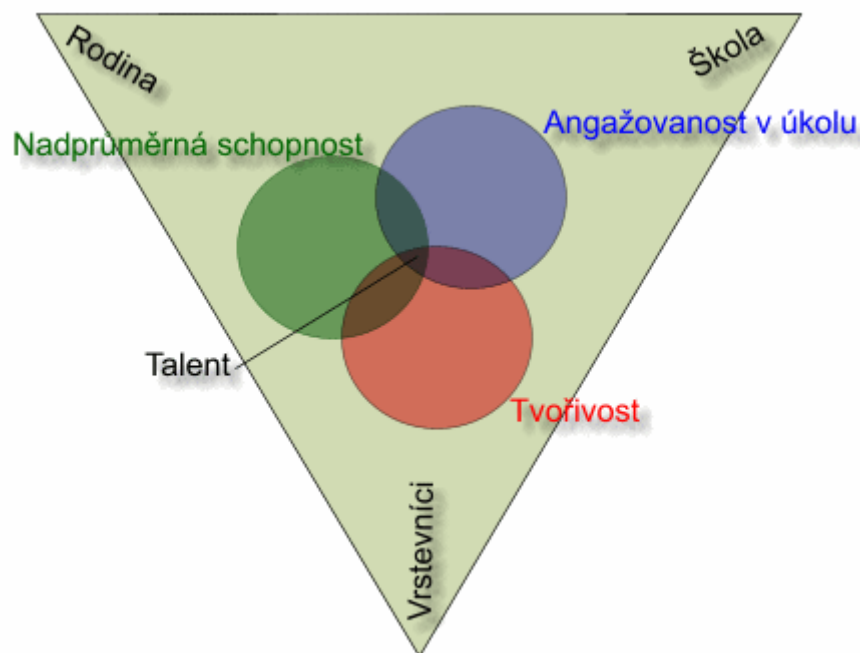 Rodina
Škola
Angažovanost v úkolu
Nadprůměrná schopnost
Talent
Tvořivost
Vrstevníci